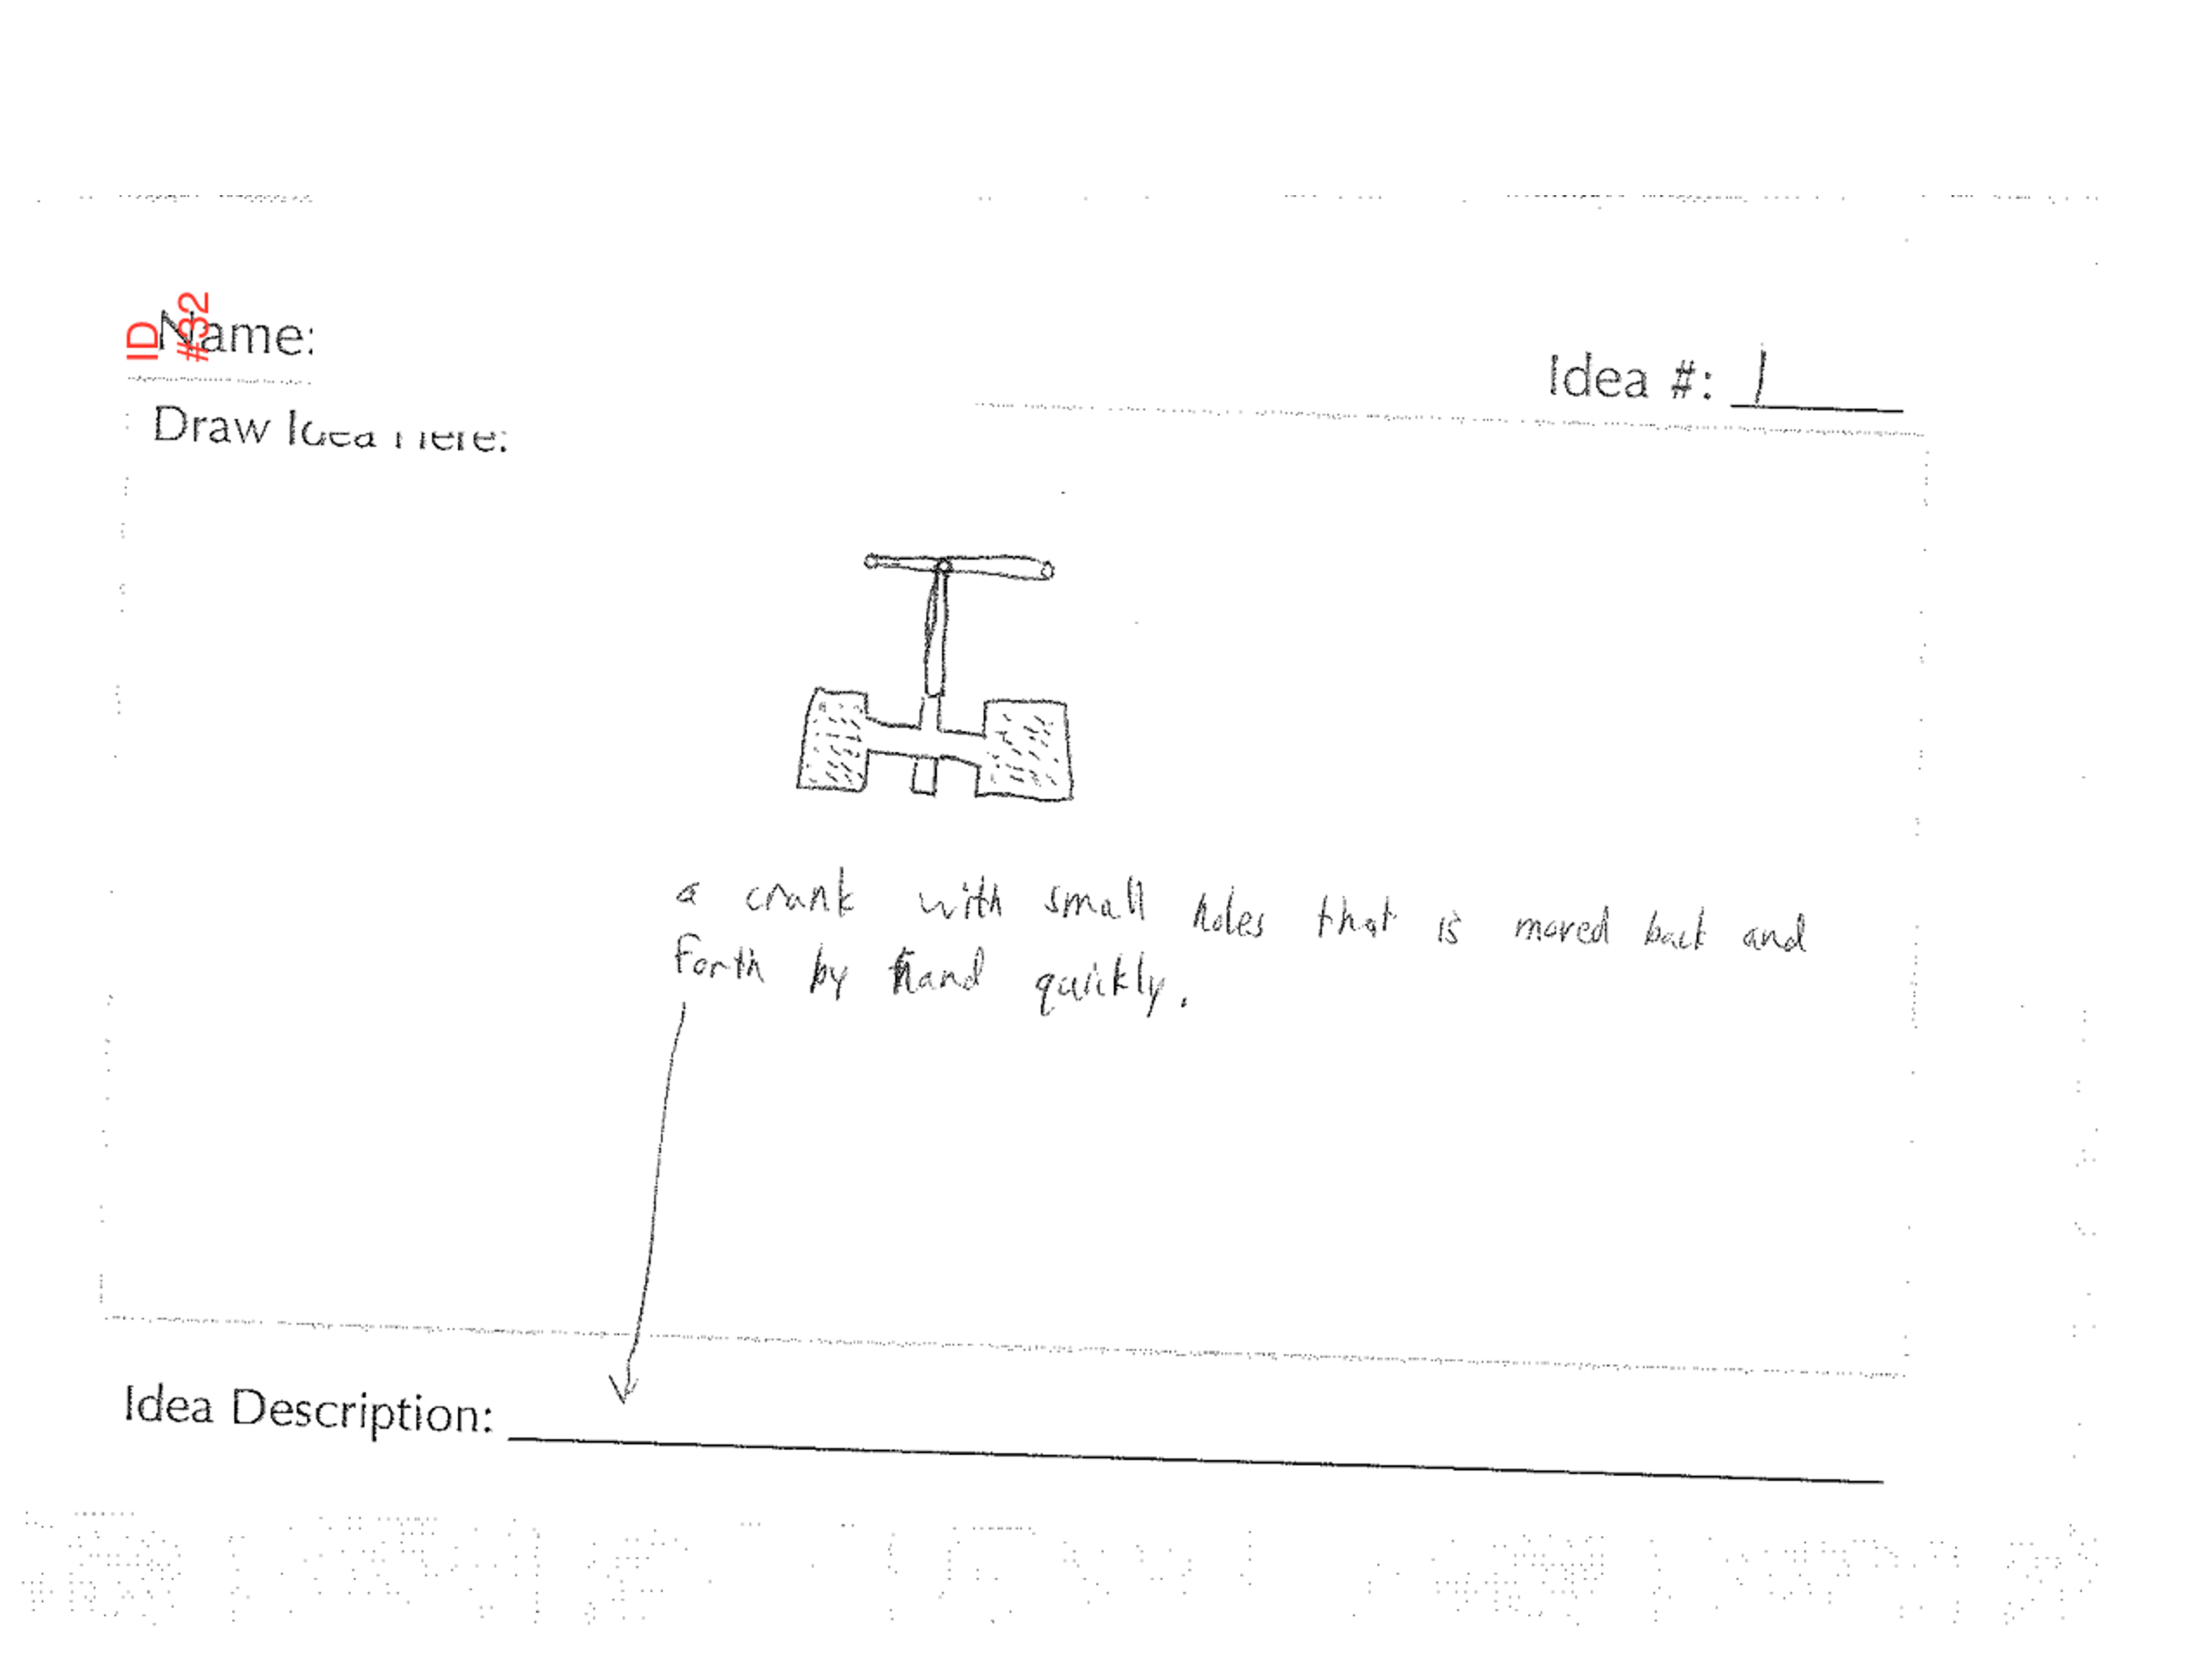 ID #32
Name:
Idea #: 1
Draw Idea Here:
a crank with small holes that is moved back and
forth by hand quickly.
Idea Description: